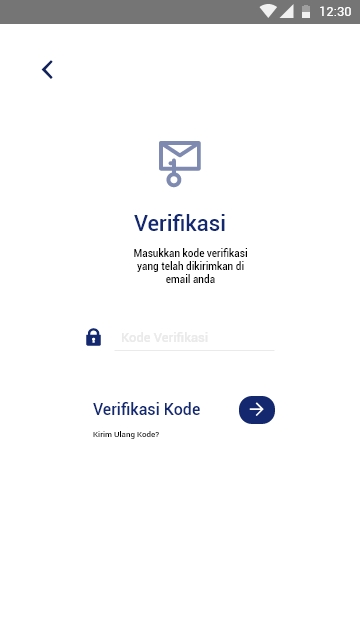 12:30
Verifikasi
Masukkan kode verifikasi
yang telah dikirimkan di
email anda
Kode Verifikasi
Verifikasi Kode
Kirim Ulang Kode?